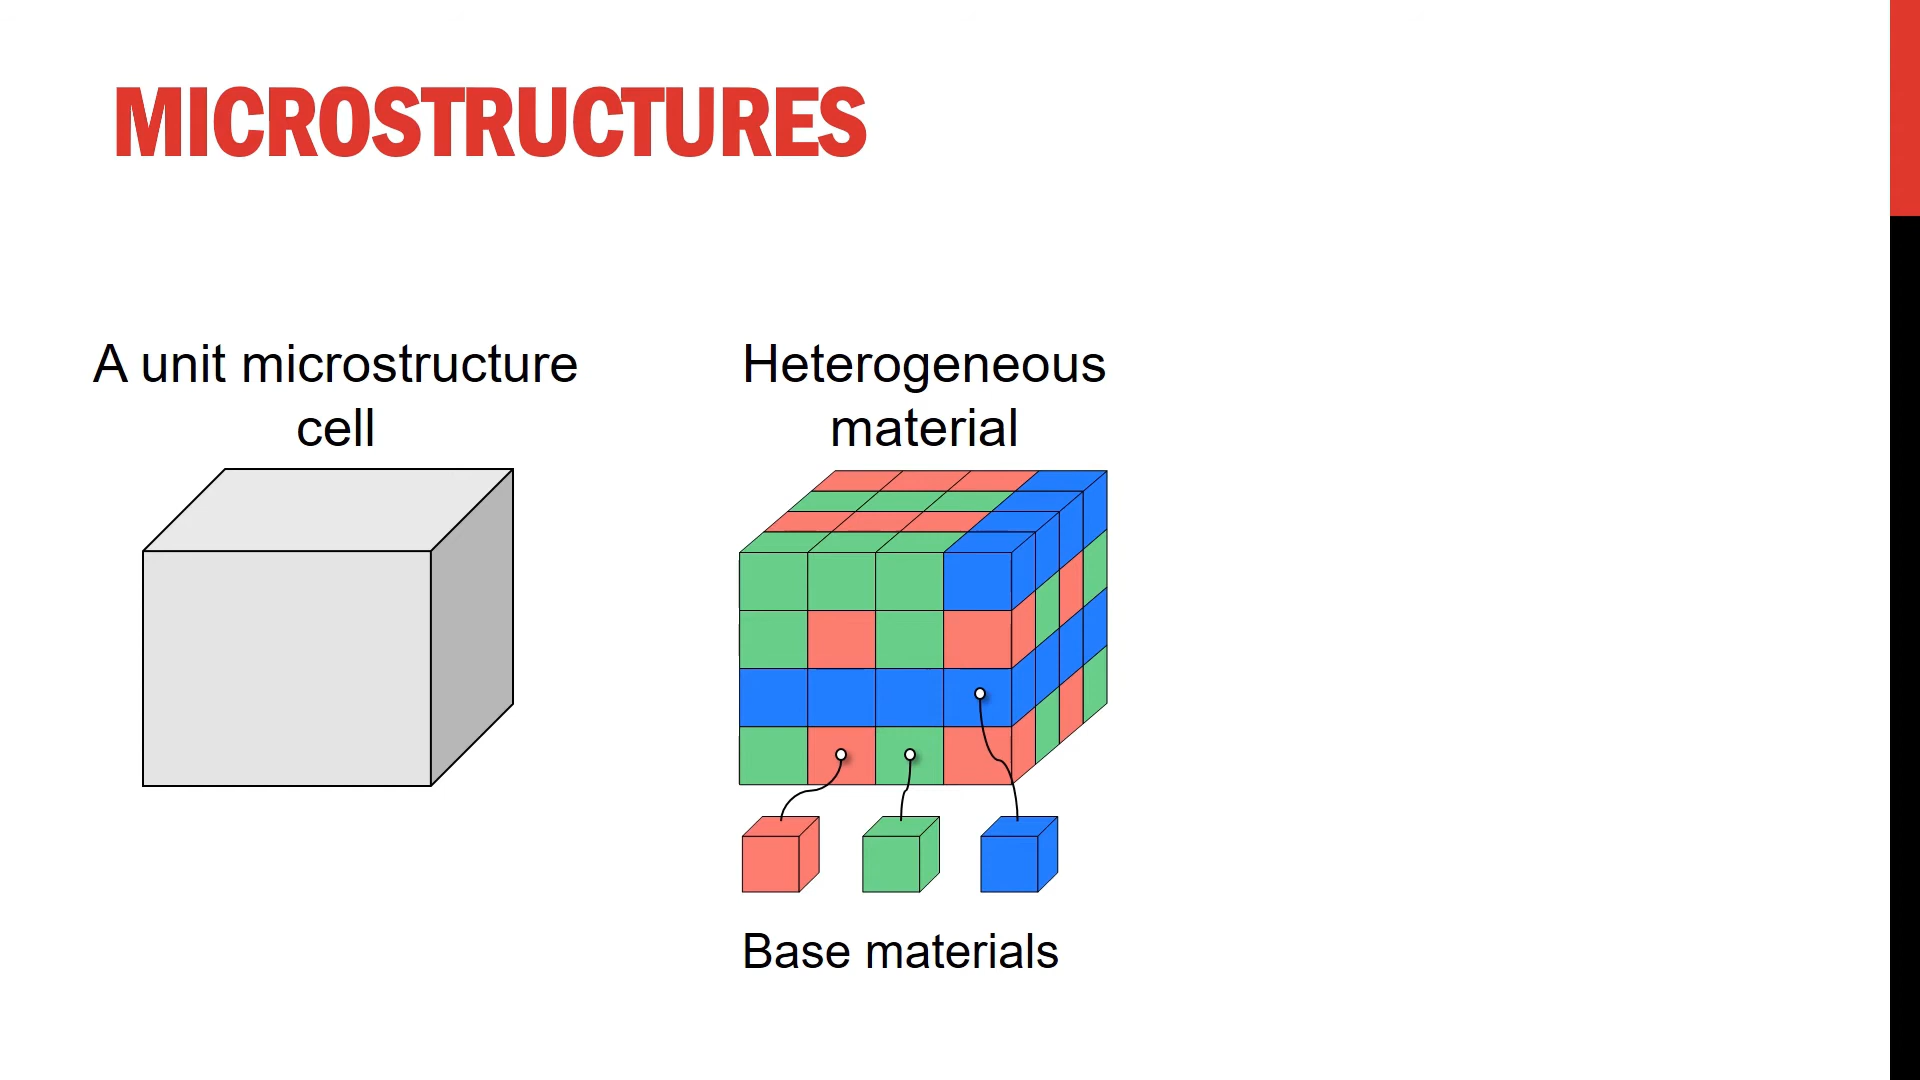 MICROSTRUCTURES
A unit microstructure
cell
Heterogeneous
material
Base materials